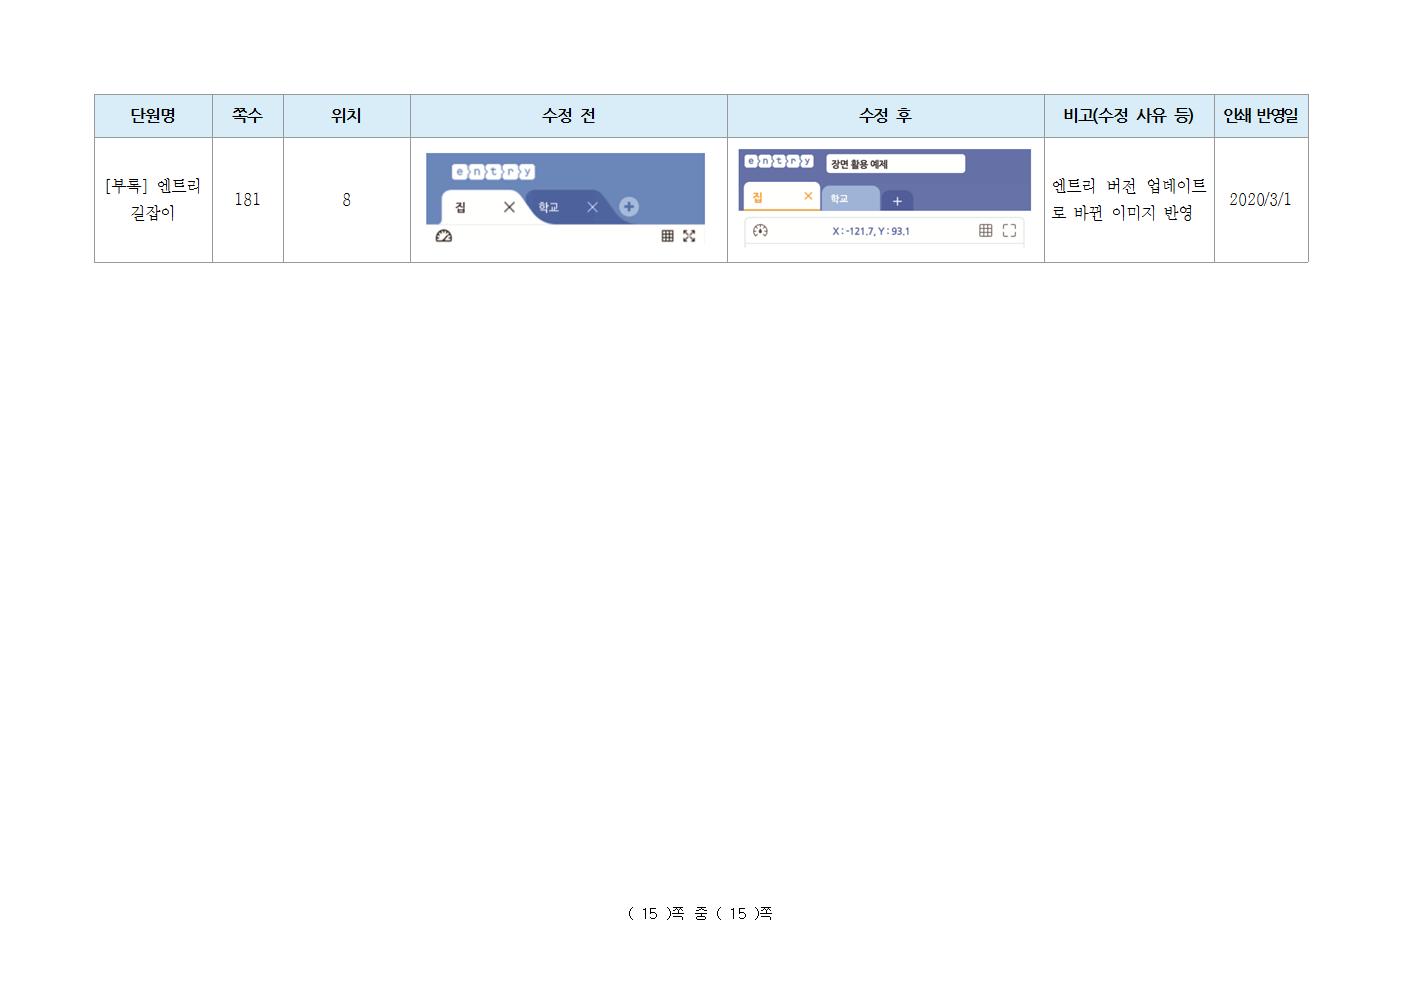 단원명 쪽수 위치 수정 전 수정 후 비고(수정 사유 등) 인쇄 반영일
[부록] 엔트리
길잡이
181
8
entry
집 학교
entry 장면 활용 예제
집 학교
X : -121.7, Y : 93.1
엔트리 버전 업데이트
로 바뀐 이미지 반영
2020/3/1
( 15 )쪽 중 ( 15 )쪽